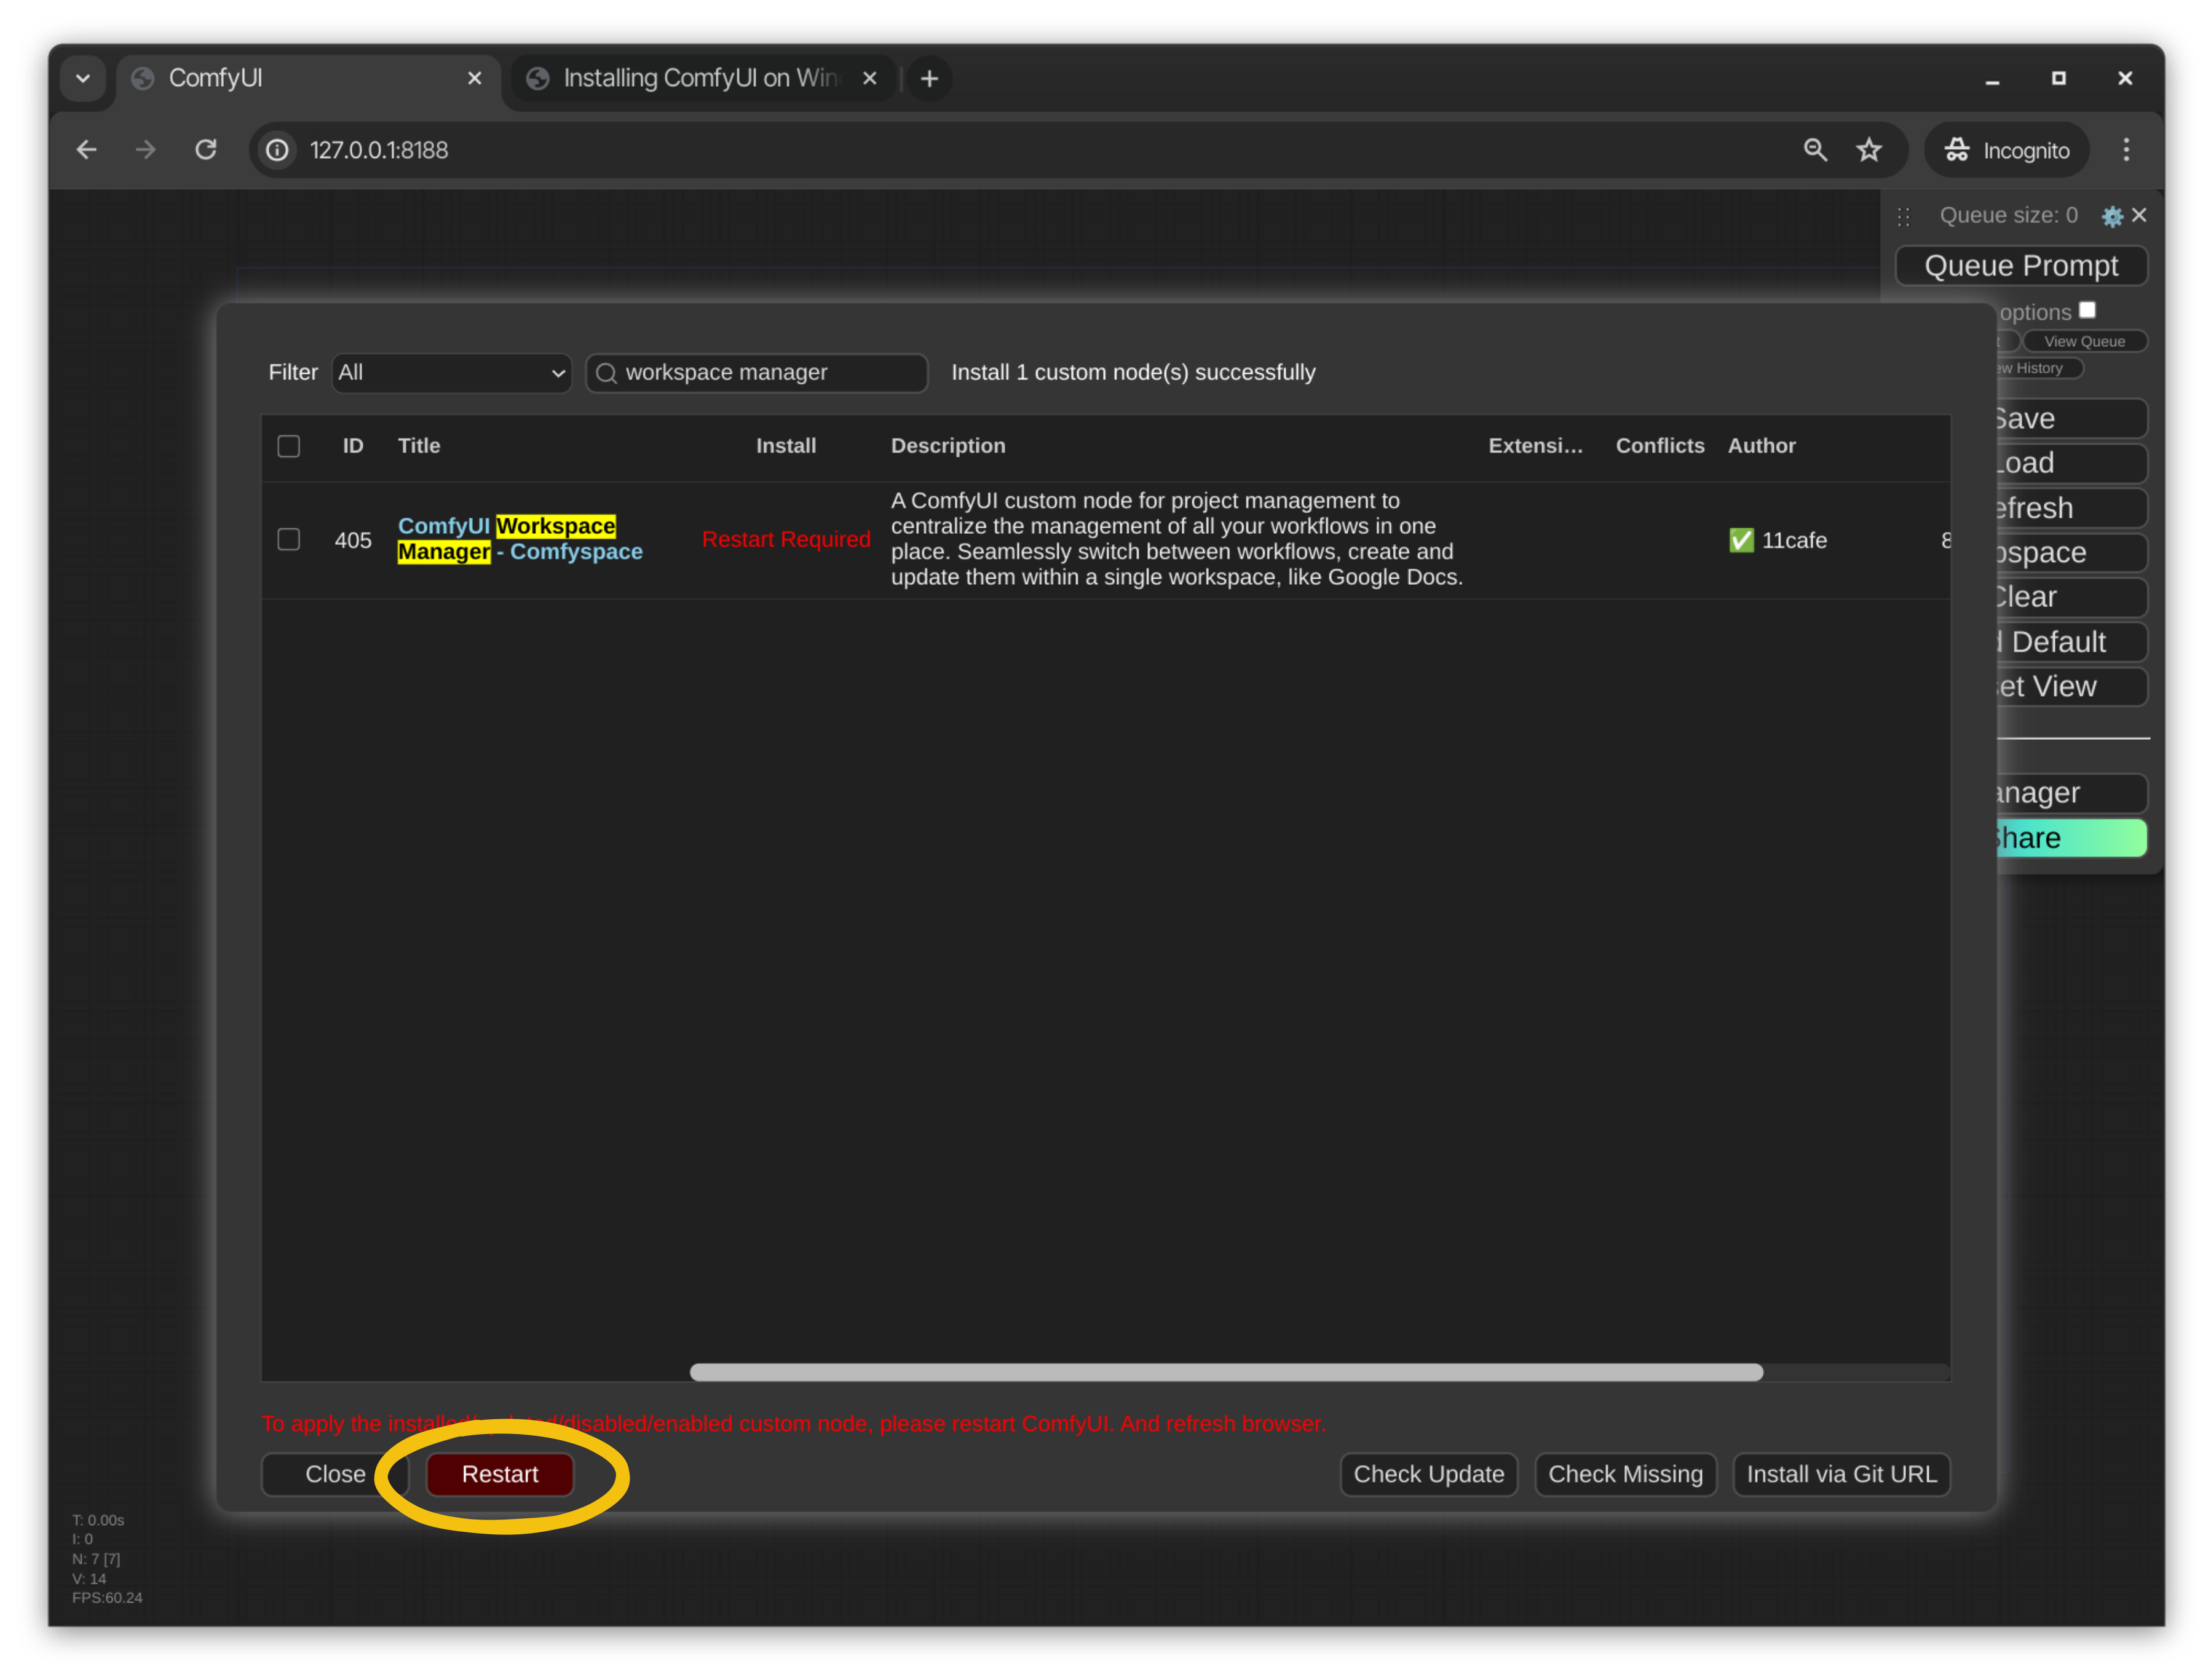 ComfyUI
Installing ComfyUI on Win
127.0.0.1:8188
Incognito
Queue size: 0
Queue Prompt
options
View Queue
History
Filter
All
workspace manager
Install 1 custom node(s) successfully
Save
Load
ID
Title
Install
Description
Extensi...
Conflicts
Author
405
ComfyUI Workspace
Manager - Comfyspace
Restart Required
A ComfyUI custom node for project management to
centralize the management of all your workflows in one
place. Seamlessly switch between workflows, create and
update them within a single workspace, like Google Docs.
✅ 11cafe
8
efresh
pspace
Clear
Default
et View
anager
Share
To apply the installed/updated/disabled/enabled custom node, please restart ComfyUI. And refresh browser.
Close
Restart
Check Update
Check Missing
Install via Git URL
T: 0.00s
I: 0
N: 7 [7]
V: 14
FPS:60.24